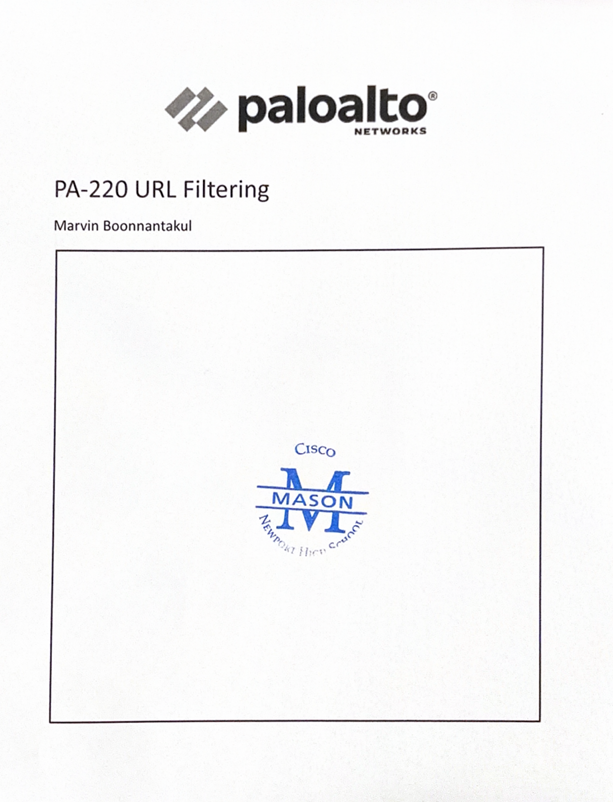 paloalto®
NETWORKS
PA-220 URL Filtering
Marvin Boonnantakul
CISCO
MASON
M
NEWPORT HIGH SCHOOL